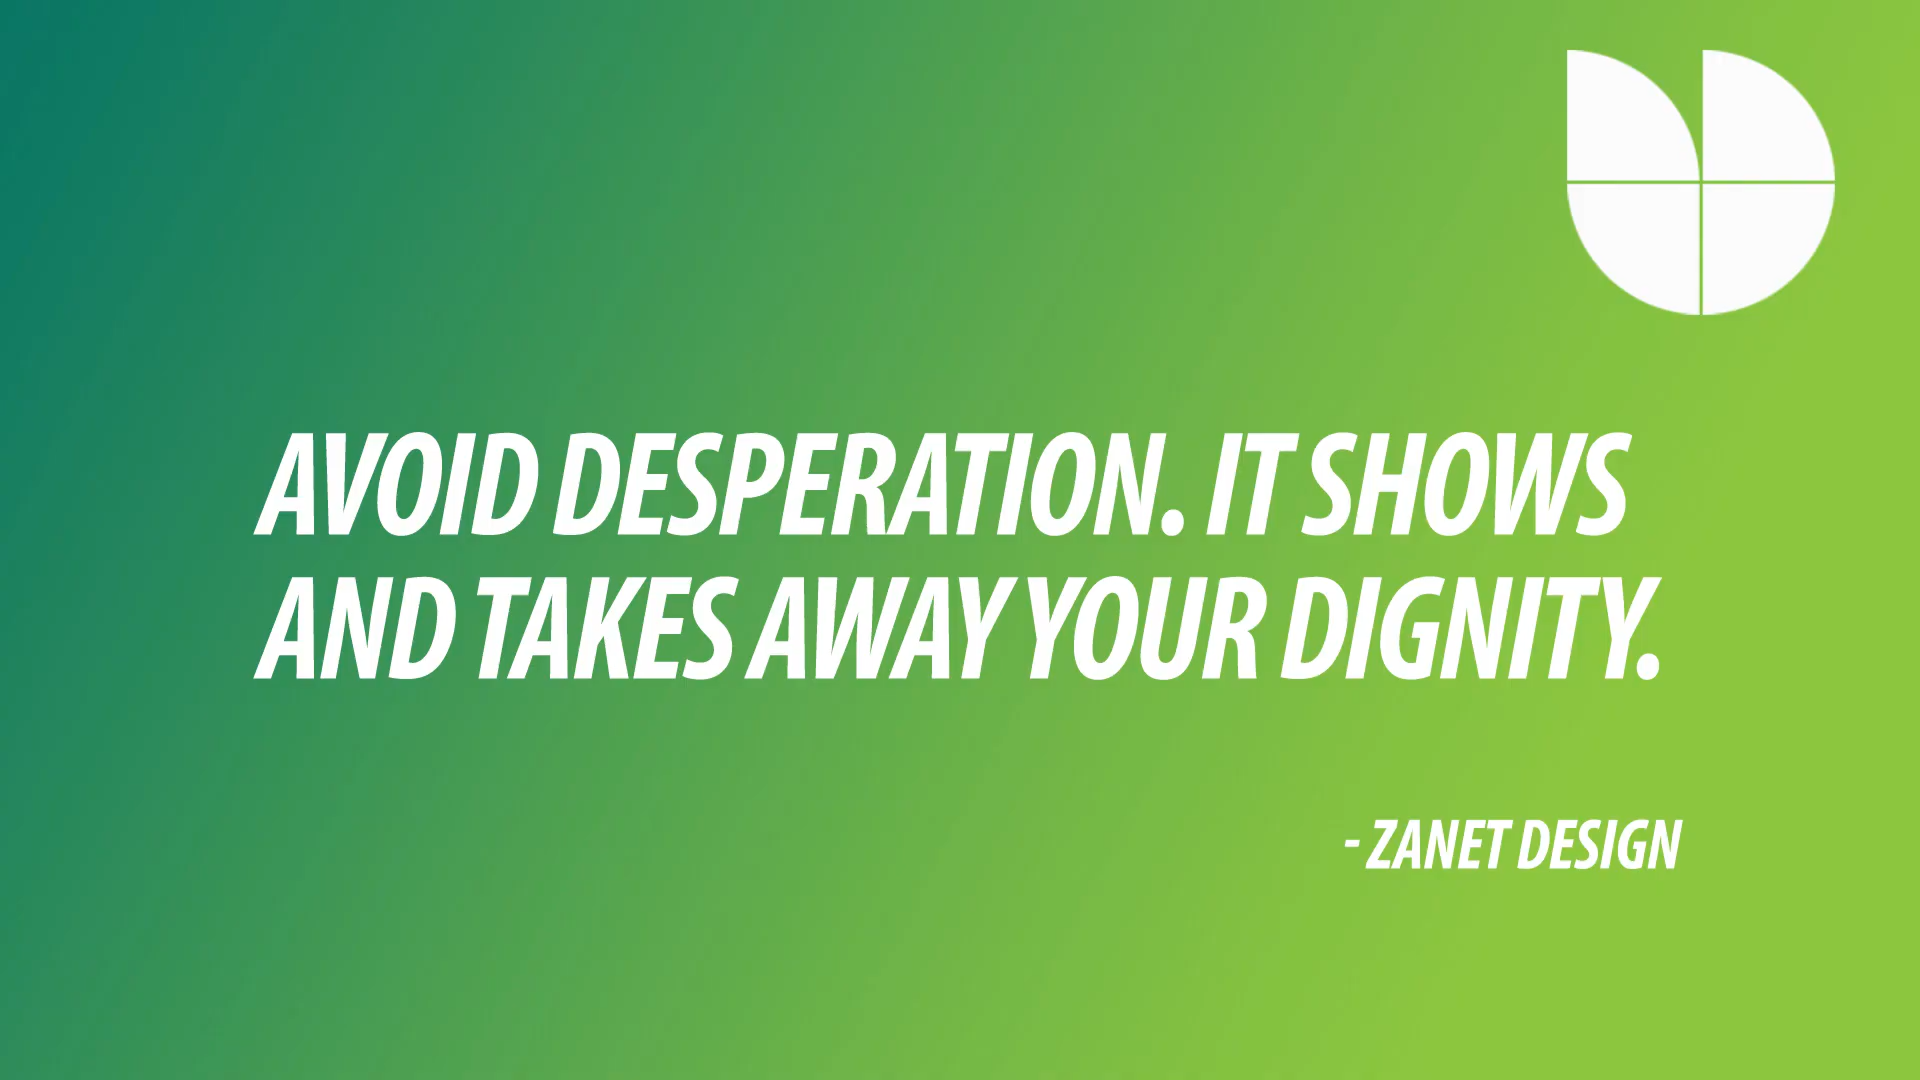 AVOID DESPERATION. IT SHOWS
AND TAKES AWAY YOUR DIGNITY.
- ZANET DESIGN